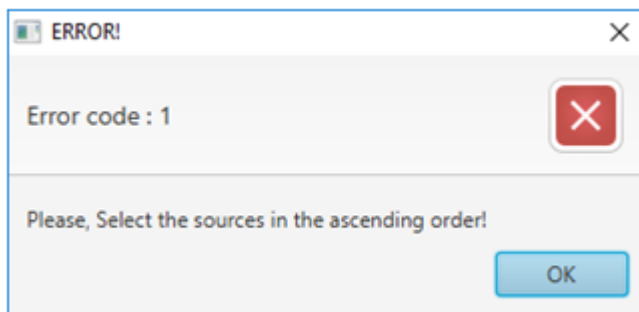 ERROR!
Error code : 1
Please, Select the sources in the ascending order!
OK